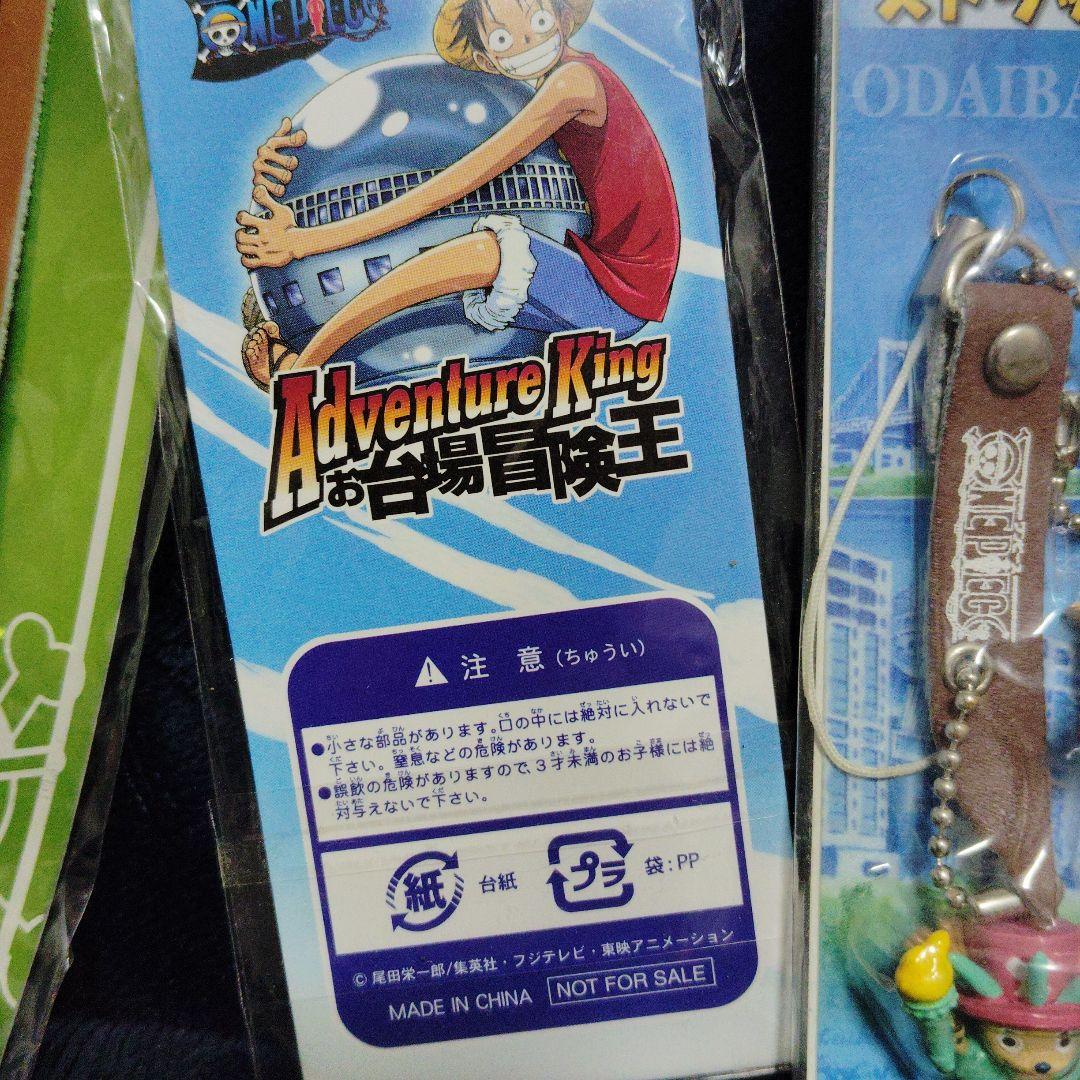 ONE PIECE
Adventure King
お台場冒険王
注 意 (ちゅうい)
●小さな部品があります。口の中には絶対に入れないで
下さい。窒息などの危険があります。
●誤飲の危険がありますので、3才未満のお子様には絶
対与えないで下さい。
紙 台紙
プラ 袋:PP
© 尾田栄一郎/集英社・フジテレビ・東映アニメーション
MADE IN CHINA NOT FOR SALE
ODAIBA
ONE PIECE